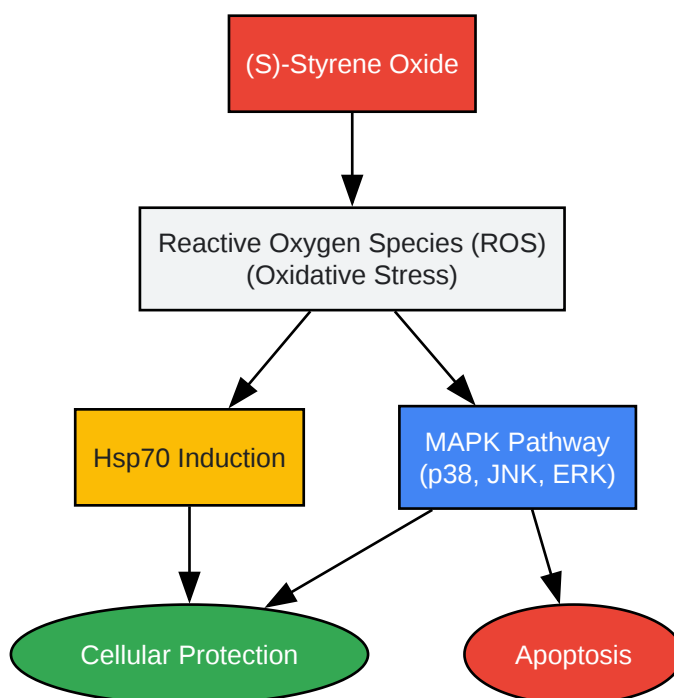 (S)-Styrene Oxide
Reactive Oxygen Species (ROS)
(Oxidative Stress)
Hsp70 Induction
MAPK Pathway
(p38, JNK, ERK)
Cellular Protection
Apoptosis